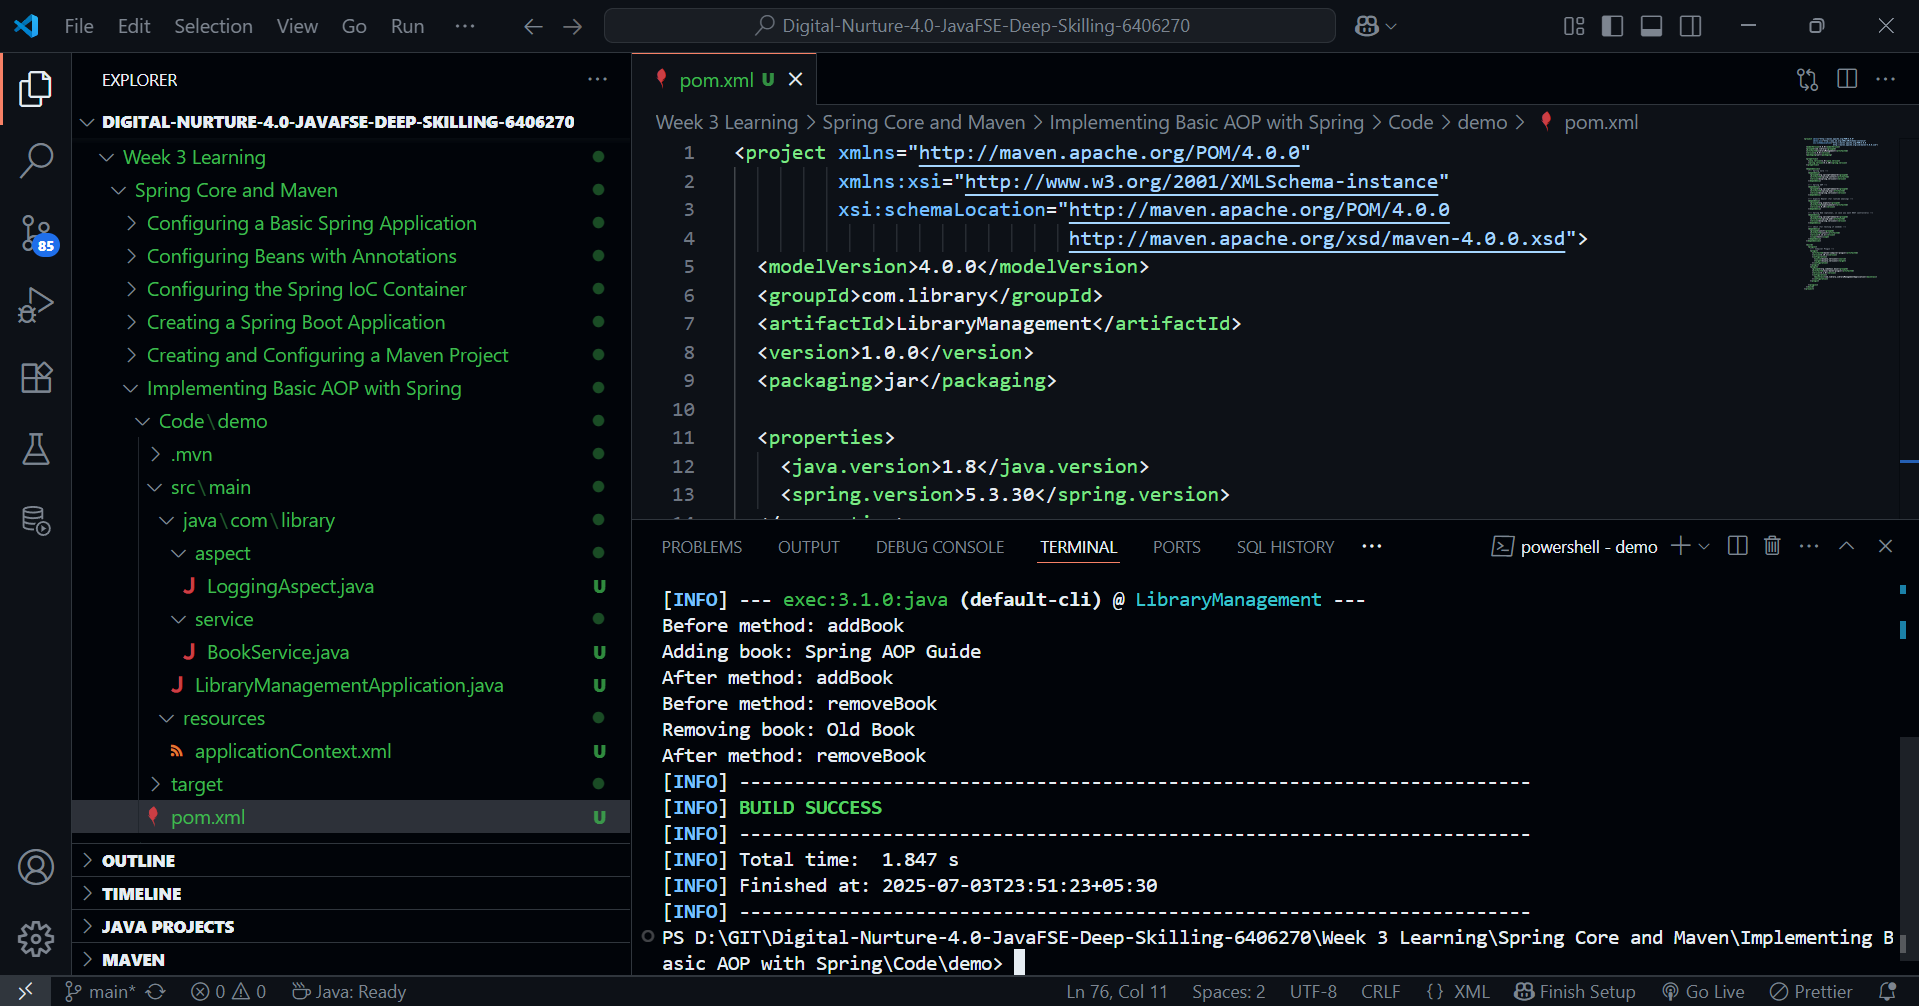 File Edit Selection View Go Run ··· Digital-Nurture-4.0-JavaFSE-Deep-Skilling-6406270
EXPLORER
DIGITAL-NURTURE-4.0-JAVAFSE-DEEP-SKILLING-6406270
Week 3 Learning
Spring Core and Maven
Configuring a Basic Spring Application
Configuring Beans with Annotations
Configuring the Spring IoC Container
Creating a Spring Boot Application
Creating and Configuring a Maven Project
Implementing Basic AOP with Spring
Code\demo
.mvn
src\main
java\com\library
aspect
J LoggingAspect.java U
service
J BookService.java U
J LibraryManagementApplication.java U
resources
applicationContext.xml U
target
pom.xml U
OUTLINE
TIMELINE
JAVA PROJECTS
MAVEN
85
pom.xml U
Week 3 Learning > Spring Core and Maven > Implementing Basic AOP with Spring > Code > demo > pom.xml
1 <project xmlns="http://maven.apache.org/POM/4.0.0"
2 xmlns:xsi="http://www.w3.org/2001/XMLSchema-instance"
3 xsi:schemaLocation="http://maven.apache.org/POM/4.0.0
4 http://maven.apache.org/xsd/maven-4.0.0.xsd">
5 <modelVersion>4.0.0</modelVersion>
6 <groupId>com.library</groupId>
7 <artifactId>LibraryManagement</artifactId>
8 <version>1.0.0</version>
9 <packaging>jar</packaging>
10
11 <properties>
12 <java.version>1.8</java.version>
13 <spring.version>5.3.30</spring.version>
PROBLEMS OUTPUT DEBUG CONSOLE TERMINAL PORTS SQL HISTORY ··· powershell - demo
[INFO] --- exec:3.1.0:java (default-cli) @ LibraryManagement ---
Before method: addBook
Adding book: Spring AOP Guide
After method: addBook
Before method: removeBook
Removing book: Old Book
After method: removeBook
[INFO] ------------------------------------------------------------------------
[INFO] BUILD SUCCESS
[INFO] ------------------------------------------------------------------------
[INFO] Total time:  1.847 s
[INFO] Finished at: 2025-07-03T23:51:23+05:30
[INFO] ------------------------------------------------------------------------
PS D:\GIT\Digital-Nurture-4.0-JavaFSE-Deep-Skilling-6406270\Week 3 Learning\Spring Core and Maven\Implementing B
asic AOP with Spring\Code\demo>
main* 0 0 Java: Ready Ln 76, Col 11 Spaces: 2 UTF-8 CRLF {} XML Finish Setup Go Live Prettier